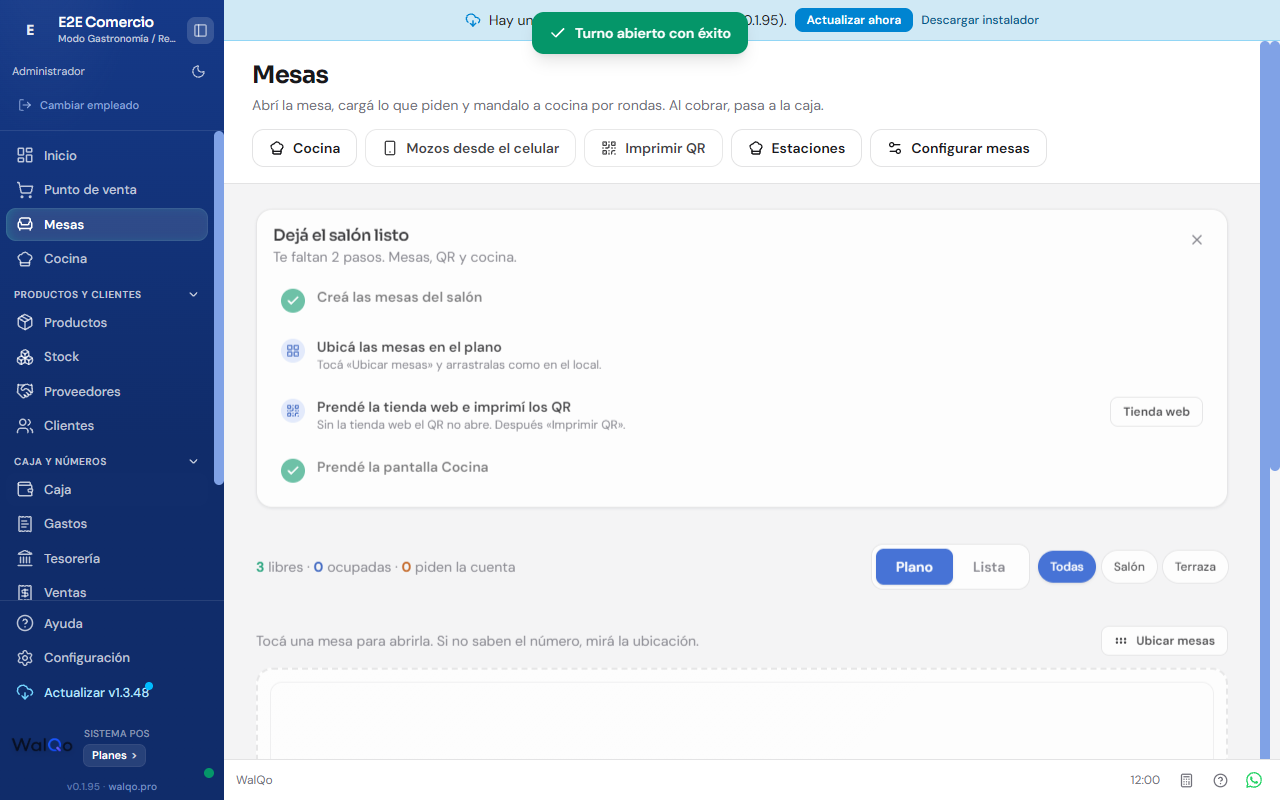 E
E2E Comercio
Modo Gastronomía / Re...
Administrador
Cambiar empleado
Inicio
Punto de venta
Mesas
Cocina
PRODUCTOS Y CLIENTES
Productos
Stock
Proveedores
Clientes
CAJA Y NÚMEROS
Caja
Gastos
Tesorería
Ventas
Ayuda
Configuración
Actualizar v1.3.48
WalQo
SISTEMA POS
Planes ›
v0.1.95 · walqo.pro
Hay un
0.1.95).
Actualizar ahora
Descargar instalador
Turno abierto con éxito
Mesas
Abrí la mesa, cargá lo que piden y mandalo a cocina por rondas. Al cobrar, pasa a la caja.
Cocina
Mozos desde el celular
Imprimir QR
Estaciones
Configurar mesas
Dejá el salón listo
Te faltan 2 pasos. Mesas, QR y cocina.
Creá las mesas del salón
Ubicá las mesas en el plano
Tocá «Ubicar mesas» y arrastralas como en el local.
Prendé la tienda web e imprimí los QR
Sin la tienda web el QR no abre. Después «Imprimir QR».
Tienda web
Prendé la pantalla Cocina
3 libres · 0 ocupadas · 0 piden la cuenta
Plano
Lista
Todas
Salón
Terraza
Tocá una mesa para abrirla. Si no saben el número, mirá la ubicación.
Ubicar mesas
WalQo
12:00